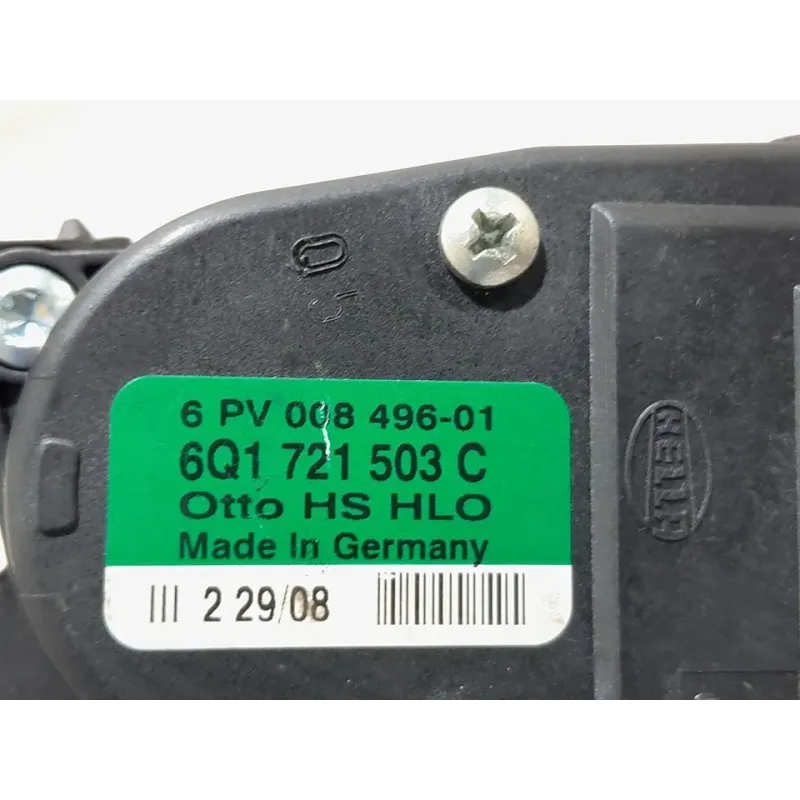 6 PV 008 496-01
6Q1 721 503 C
Otto HS HLO
Made In Germany
III 2 29/08
HELLA